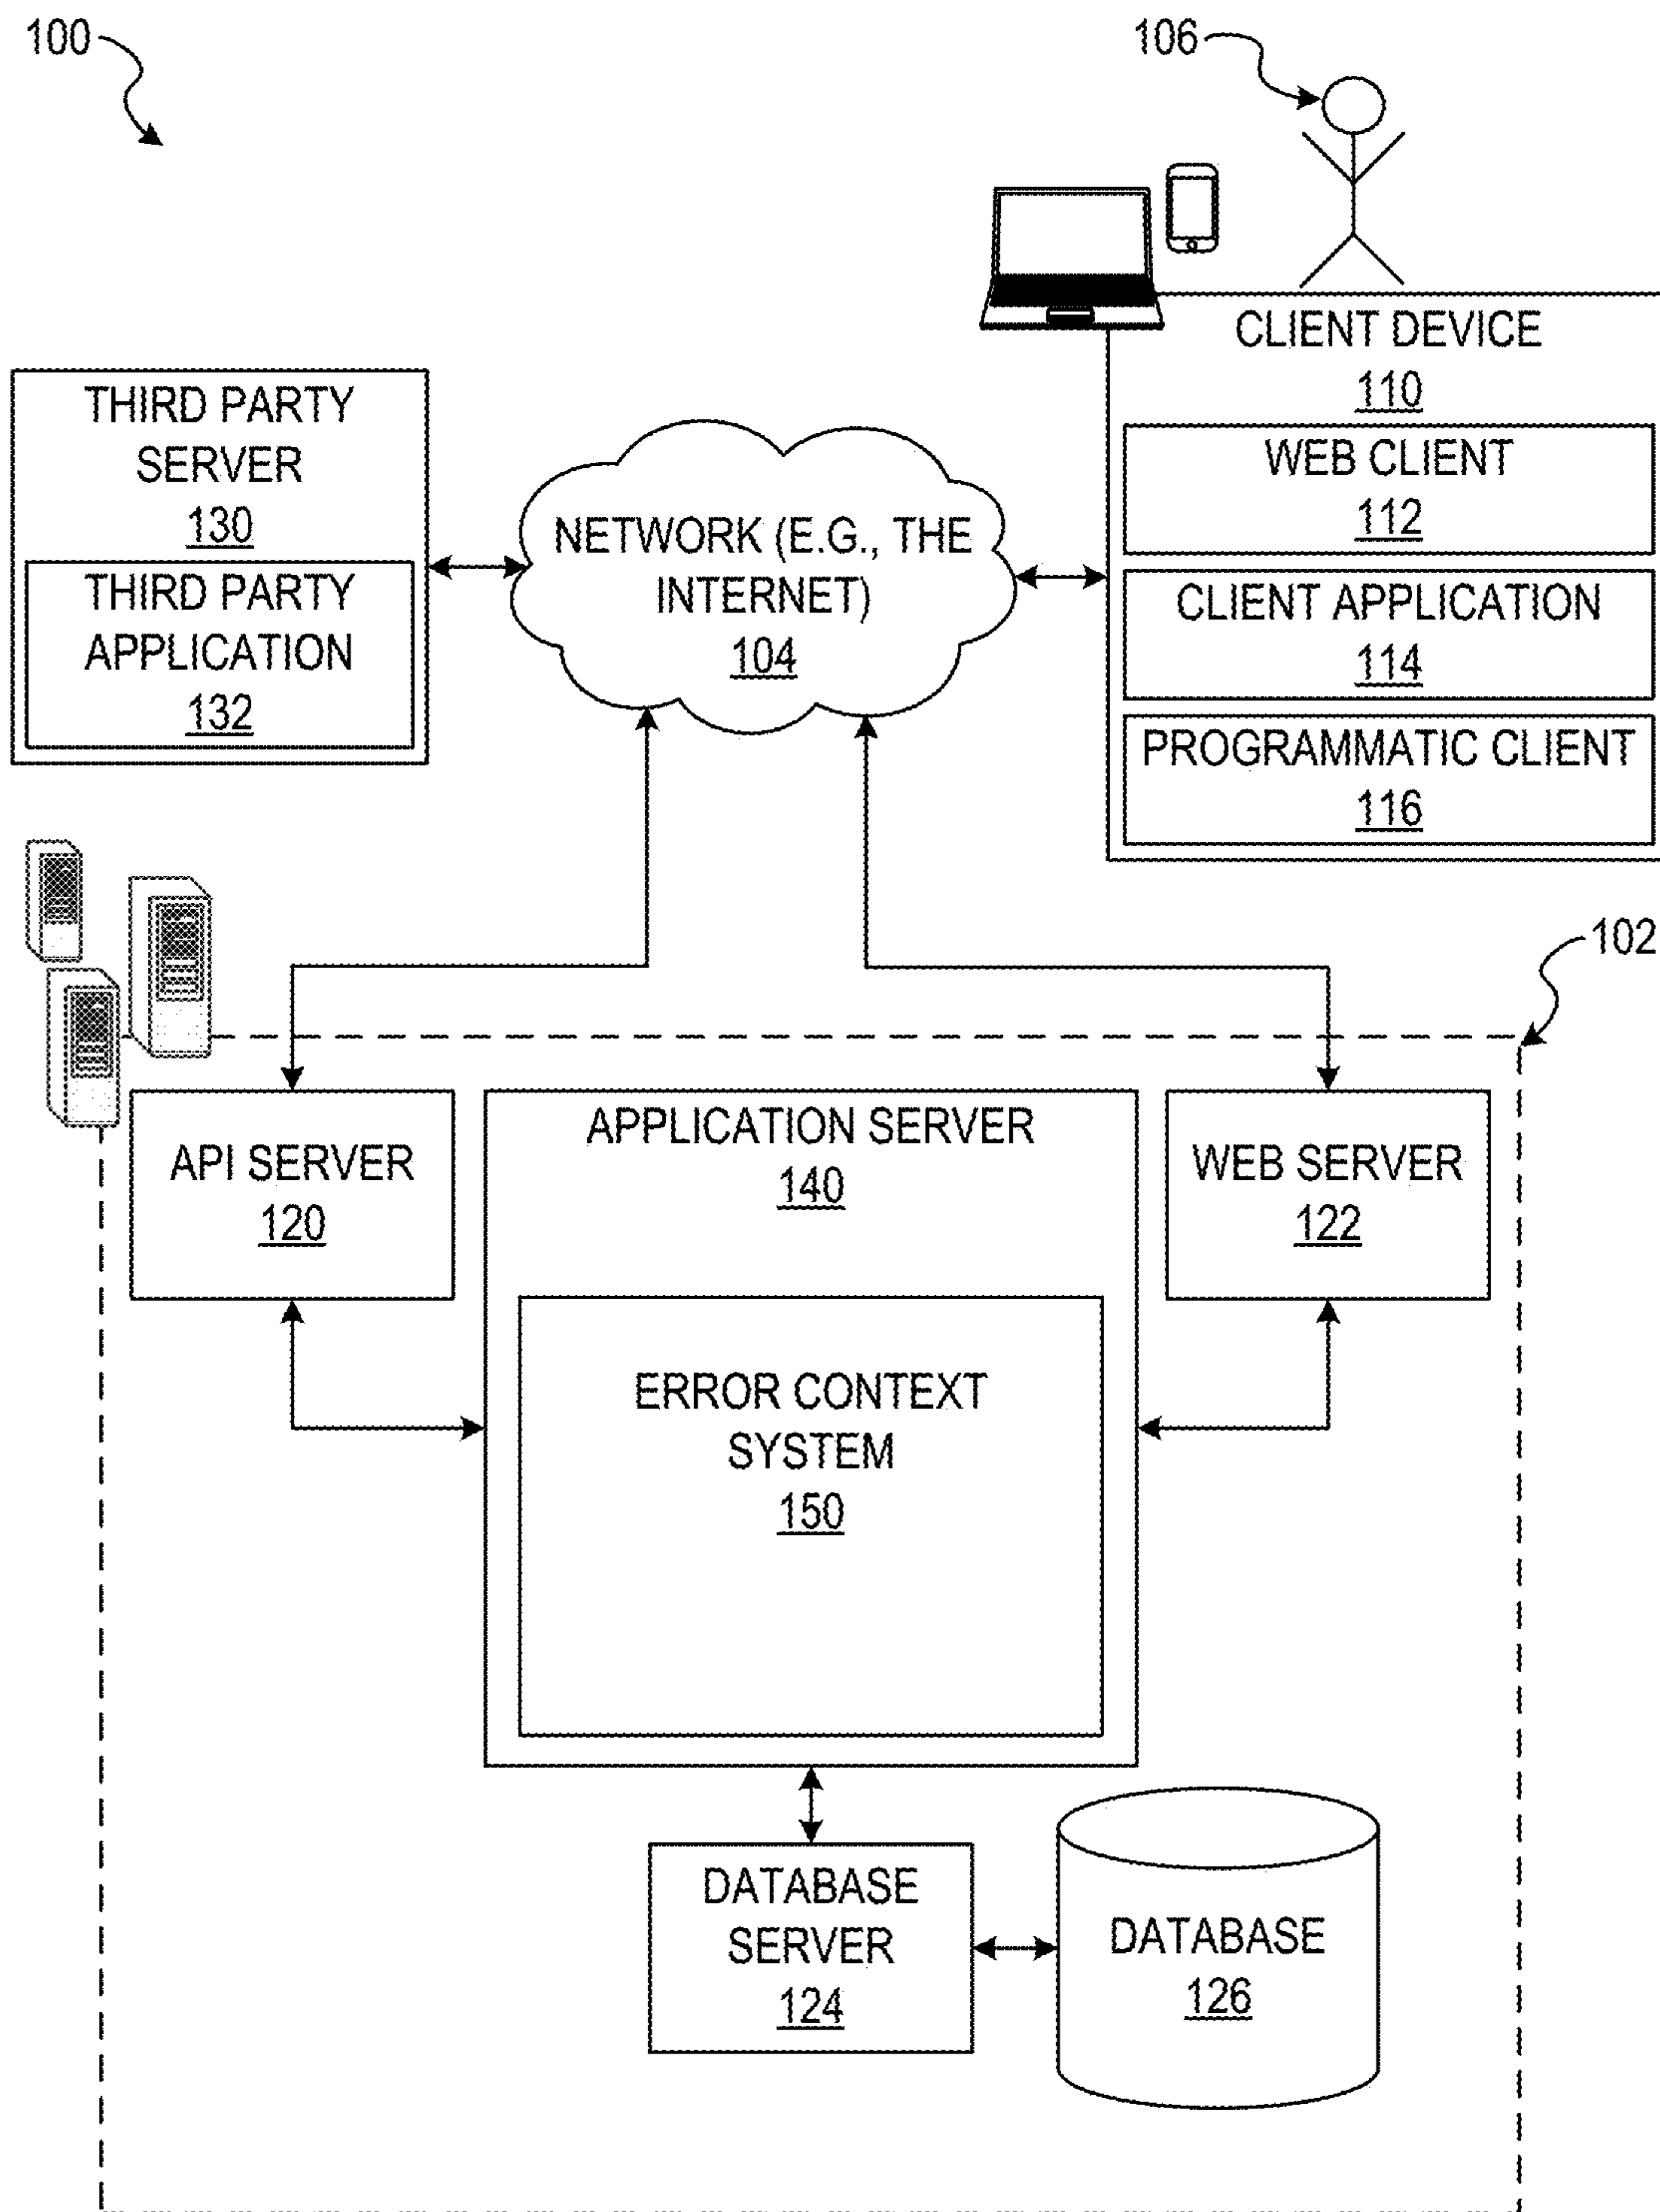 100
106
CLIENT DEVICE
110
WEB CLIENT
112
CLIENT APPLICATION
114
PROGRAMMATIC CLIENT
116
THIRD PARTY
SERVER
130
THIRD PARTY
APPLICATION
132
NETWORK (E.G., THE
INTERNET)
104
102
API SERVER
120
APPLICATION SERVER
140
WEB SERVER
122
ERROR CONTEXT
SYSTEM
150
DATABASE
SERVER
124
DATABASE
126